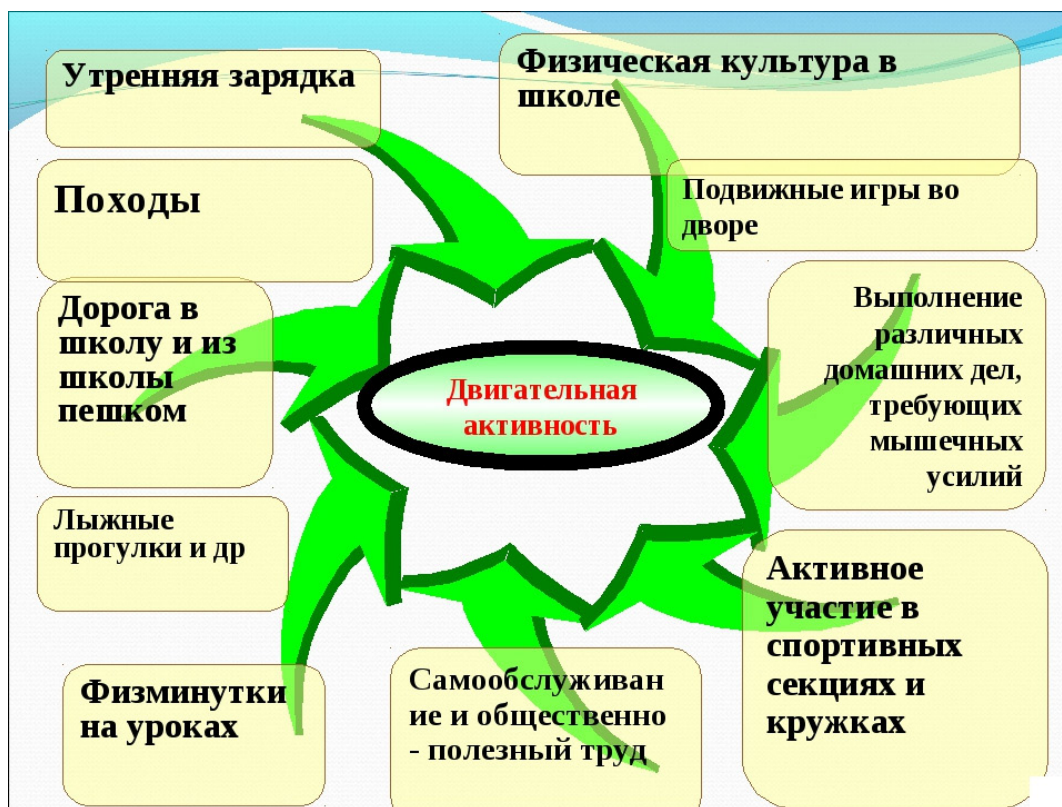 Утренняя зарядка
Физическая культура в
школе
Походы
Подвижные игры во
дворе
Дорога в
школу и из
школы
пешком
Двигательная
активность
Выполнение
различных
домашних дел,
требующих
мышечных
усилий
Лыжные
прогулки и др
Активное
участие в
спортивных
секциях и
кружках
Физминутки
на уроках
Самообслуживан
ие и общественно
- полезный труд